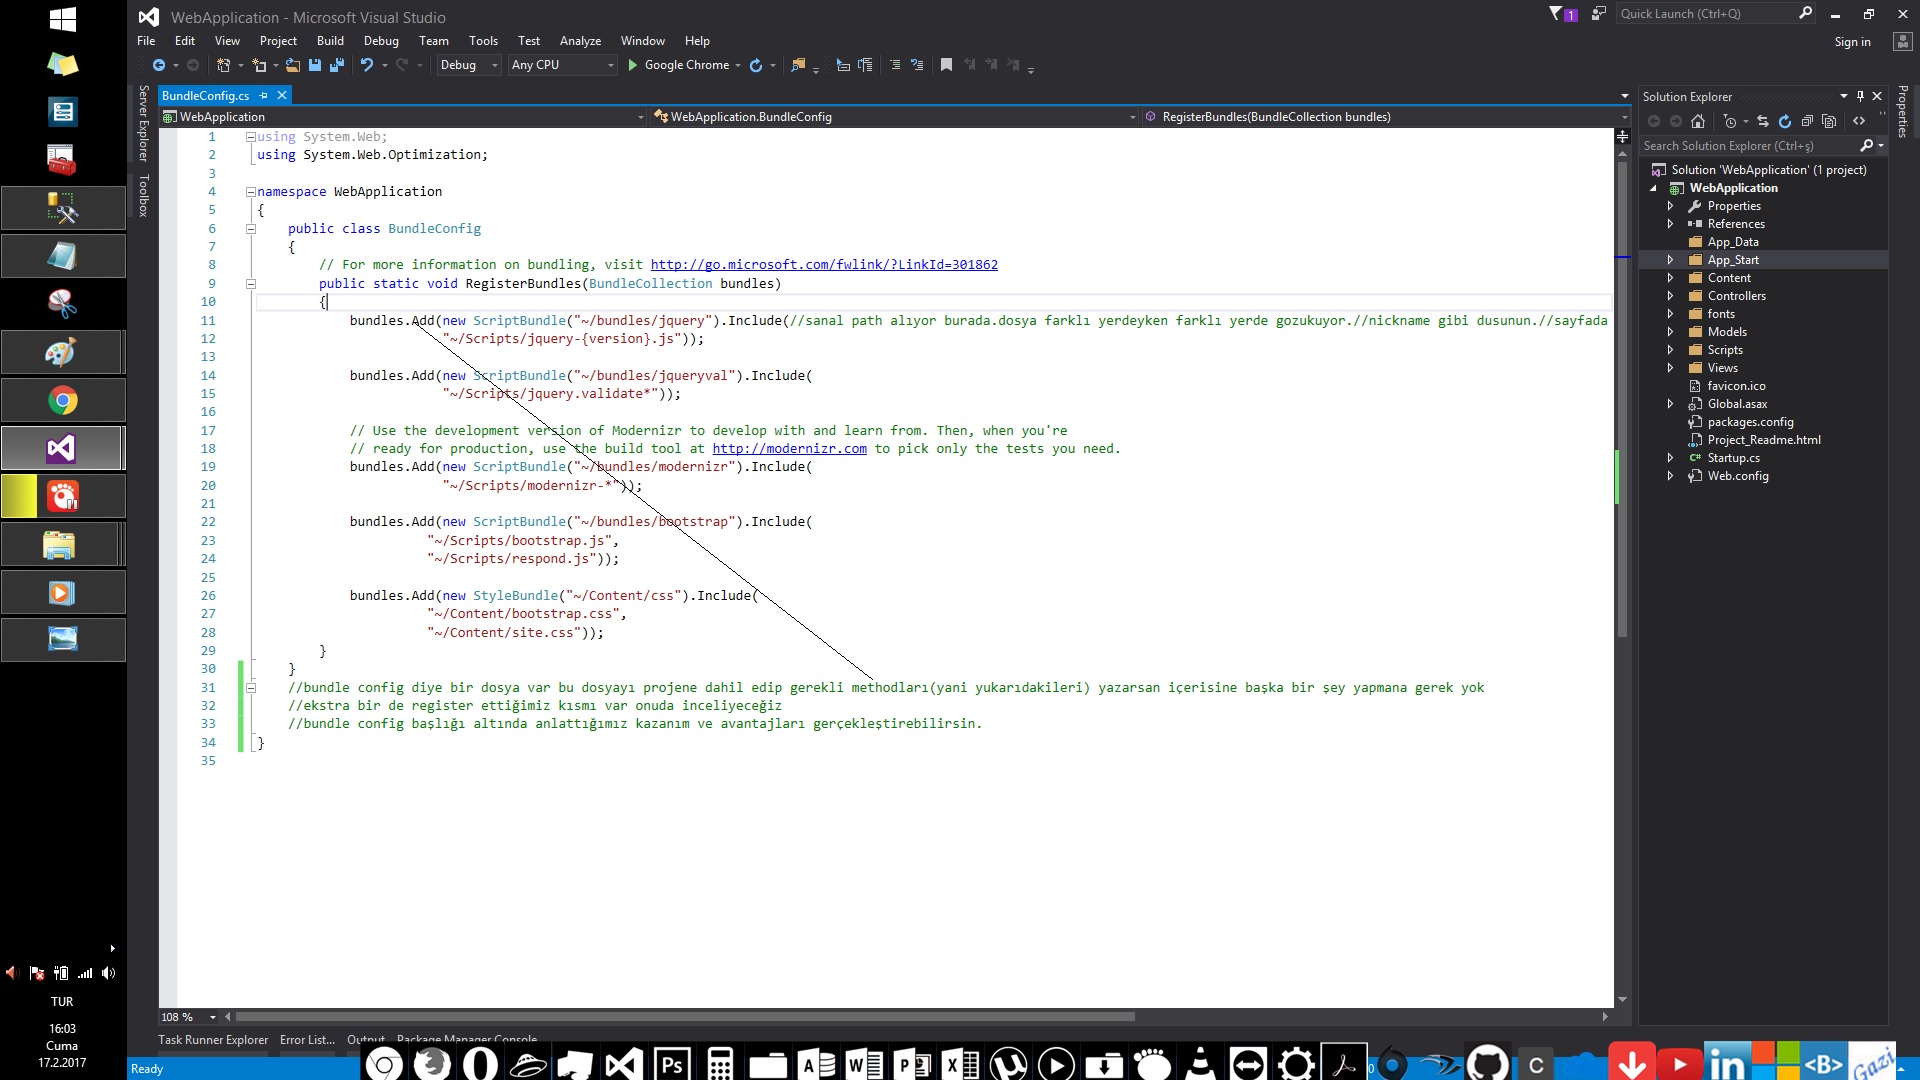 WebApplication - Microsoft Visual Studio
1
Quick Launch (Ctrl+Q)
File Edit View Project Build Debug Team Tools Test Analyze Window Help
Sign in
Debug Any CPU Google Chrome
Server Explorer
Toolbox
BundleConfig.cs
WebApplication WebApplication.BundleConfig RegisterBundles(BundleCollection bundles)
1 using System.Web;
2 using System.Web.Optimization;
3
4 namespace WebApplication
5 {
6 public class BundleConfig
7 {
8 // For more information on bundling, visit http://go.microsoft.com/fwlink/?LinkId=301862
9 public static void RegisterBundles(BundleCollection bundles)
10 {
11 bundles.Add(new ScriptBundle("~/bundles/jquery").Include(//sanal path alıyor burada.dosya farklı yerdeyken farklı yerde gozukuyor.//nickname gibi dusunun.//sayfada
12 "~/Scripts/jquery-{version}.js"));
13
14 bundles.Add(new ScriptBundle("~/bundles/jqueryval").Include(
15 "~/Scripts/jquery.validate*"));
16
17 // Use the development version of Modernizr to develop with and learn from. Then, when you're
18 // ready for production, use the build tool at http://modernizr.com to pick only the tests you need.
19 bundles.Add(new ScriptBundle("~/bundles/modernizr").Include(
20 "~/Scripts/modernizr-*"));
21
22 bundles.Add(new ScriptBundle("~/bundles/bootstrap").Include(
23 "~/Scripts/bootstrap.js",
24 "~/Scripts/respond.js"));
25
26 bundles.Add(new StyleBundle("~/Content/css").Include(
27 "~/Content/bootstrap.css",
28 "~/Content/site.css"));
29 }
30 }
31 //bundle config diye bir dosya var bu dosyayı projene dahil edip gerekli methodları(yani yukarıdakileri) yazarsan içerisine başka bir şey yapmana gerek yok
32 //ekstra bir de register ettiğimiz kısmı var onuda inceliyeceğiz
33 //bundle config başlığı altında anlattığımız kazanım ve avantajları gerçekleştirebilirsin.
34 }
35
108 %
Task Runner Explorer Error List... Output Package Manager Console
Ready
Solution Explorer
Search Solution Explorer (Ctrl+ş)
Solution 'WebApplication' (1 project)
WebApplication
Properties
References
App_Data
App_Start
Content
Controllers
fonts
Models
Scripts
Views
favicon.ico
Global.asax
packages.config
Project_Readme.html
Startup.cs
Web.config
Properties
TUR
16:03
Cuma
17.2.2017
Ps
in
<B>
Gazi